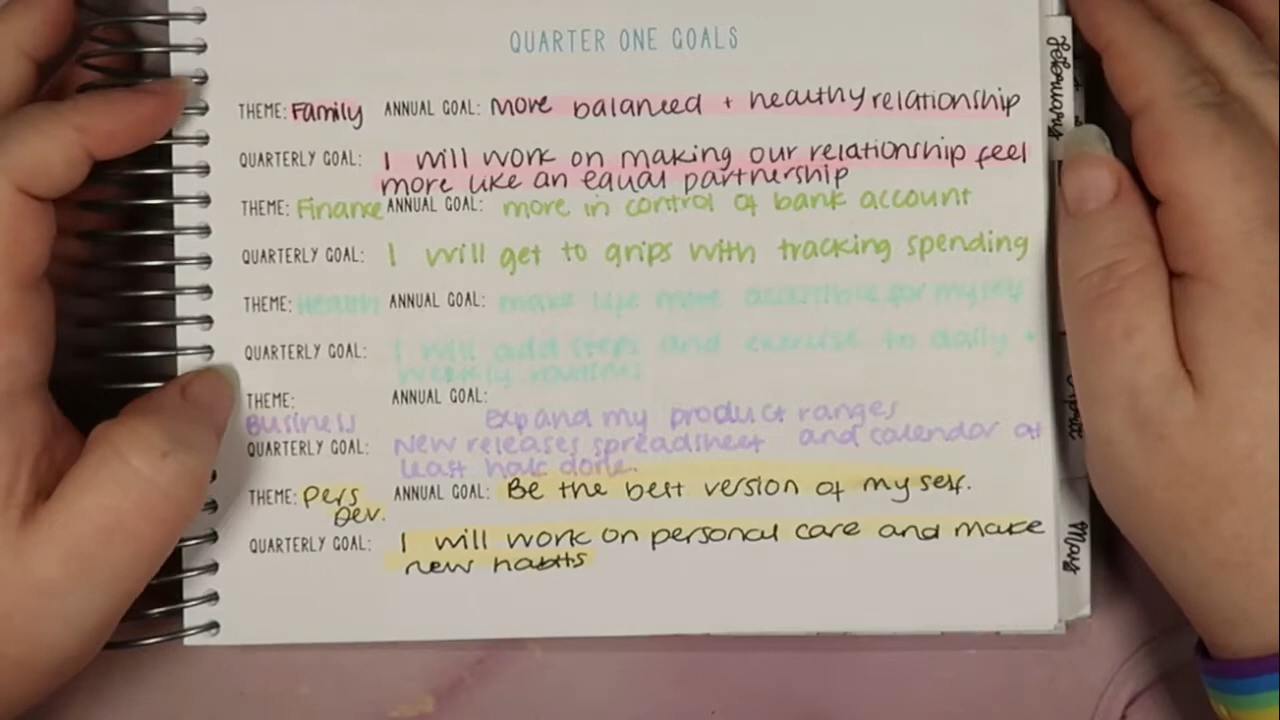 QUARTER ONE GOALS
THEME: Family ANNUAL GOAL: more balanced + healthy relationship
QUARTERLY GOAL: I will work on making our relationship feel
more like an equal partnership
THEME: Finance ANNUAL GOAL: more in control of bank account
QUARTERLY GOAL: I will get to grips with tracking spending
THEME: Health ANNUAL GOAL: make life more accessible for myself
QUARTERLY GOAL: I will add steps and exercise to daily +
weekly routines
THEME: ANNUAL GOAL:
Business expand my product ranges
QUARTERLY GOAL: New releases spreadsheet and calendar at
least half done.
THEME: Pers ANNUAL GOAL: Be the best version of my self.
Dev.
QUARTERLY GOAL: I will work on personal care and make
new habits
February
April
May